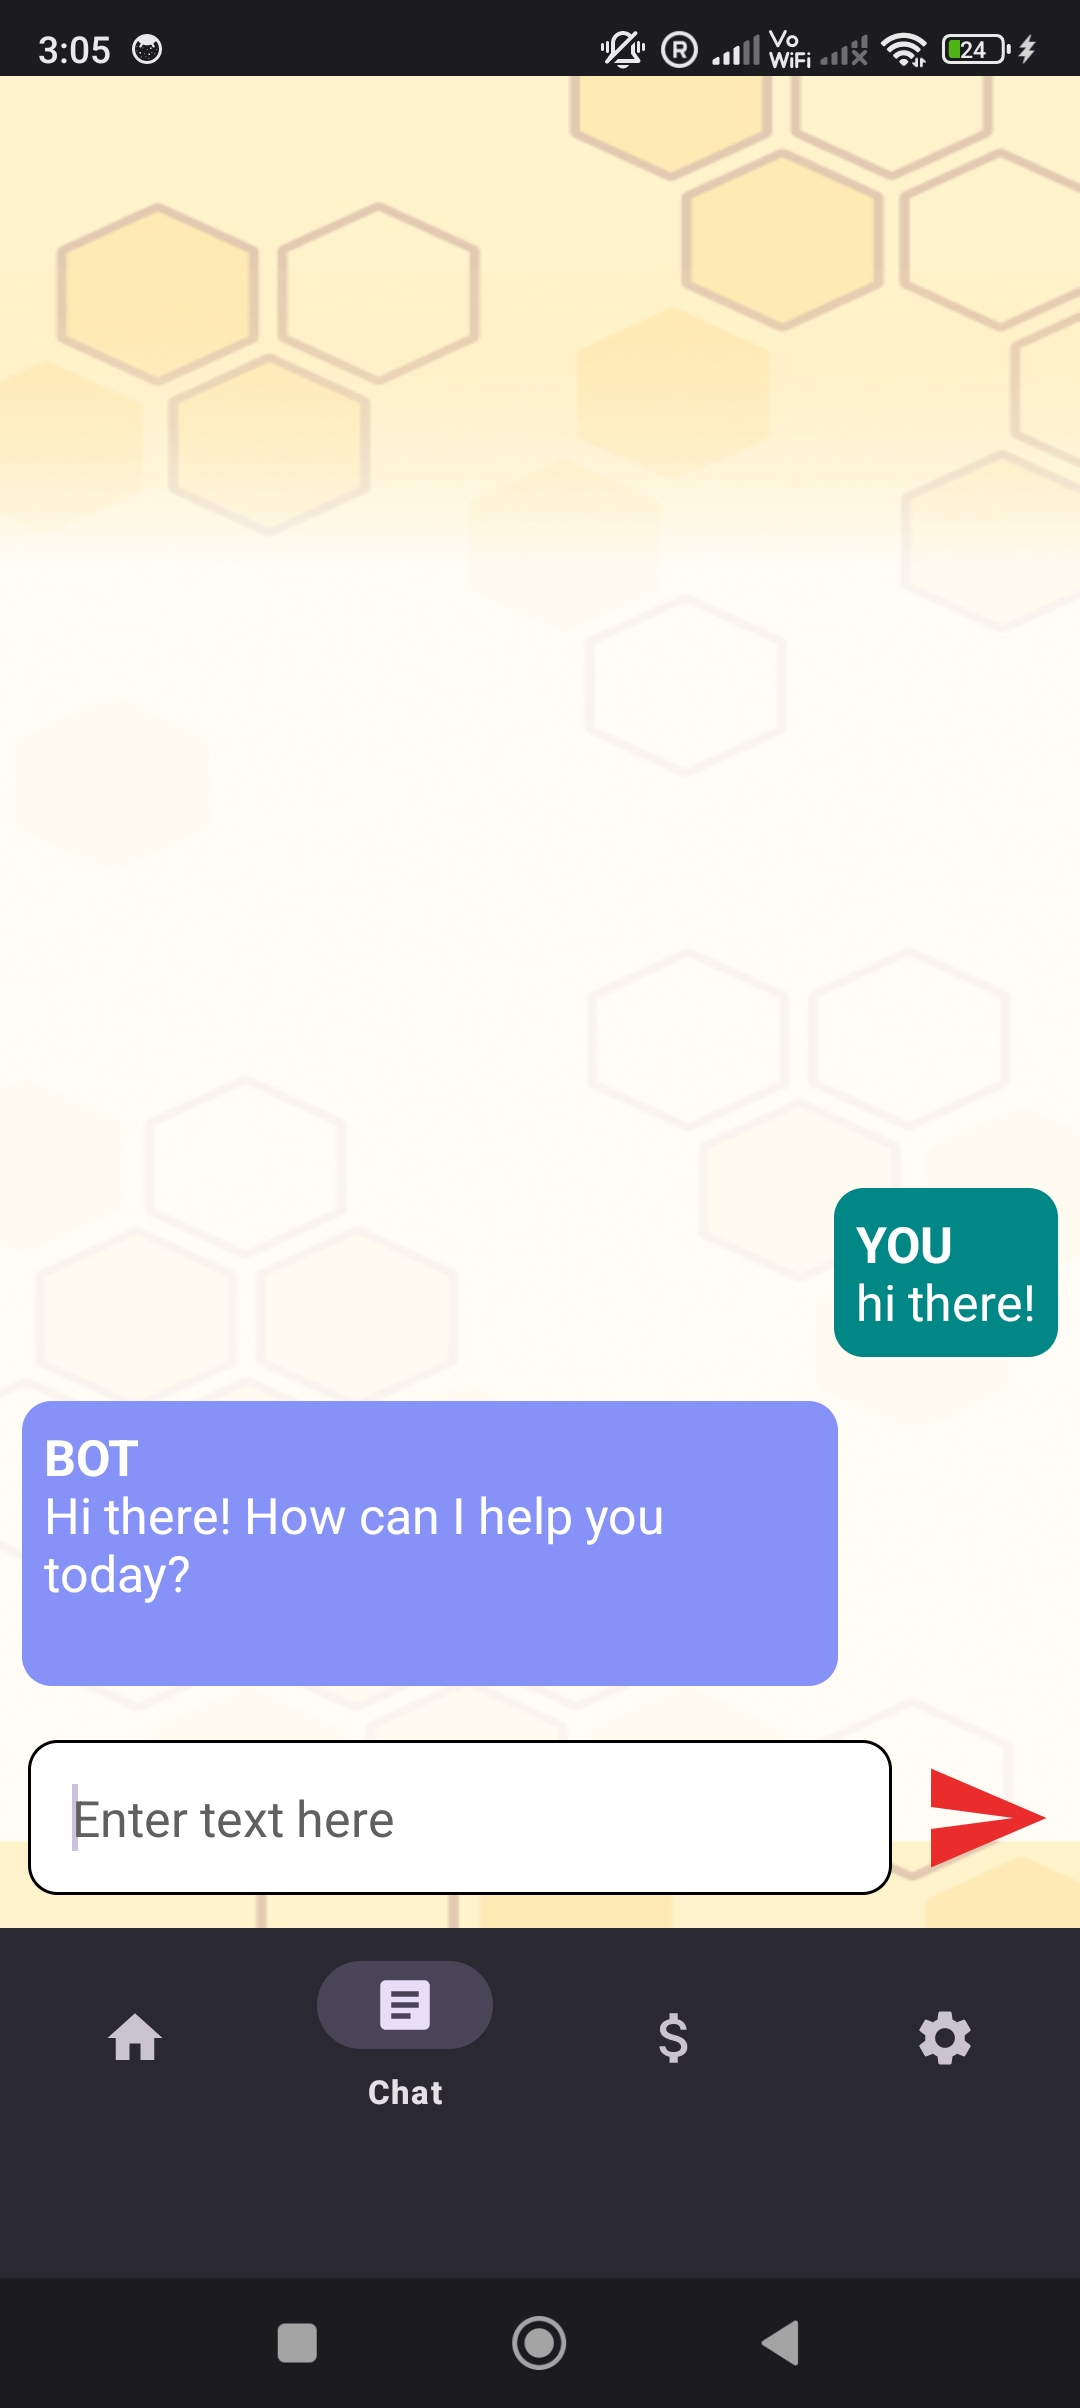 3:05
R
Vo
WiFi
24
YOU
hi there!
BOT
Hi there! How can I help you
today?
Enter text here
$
Chat